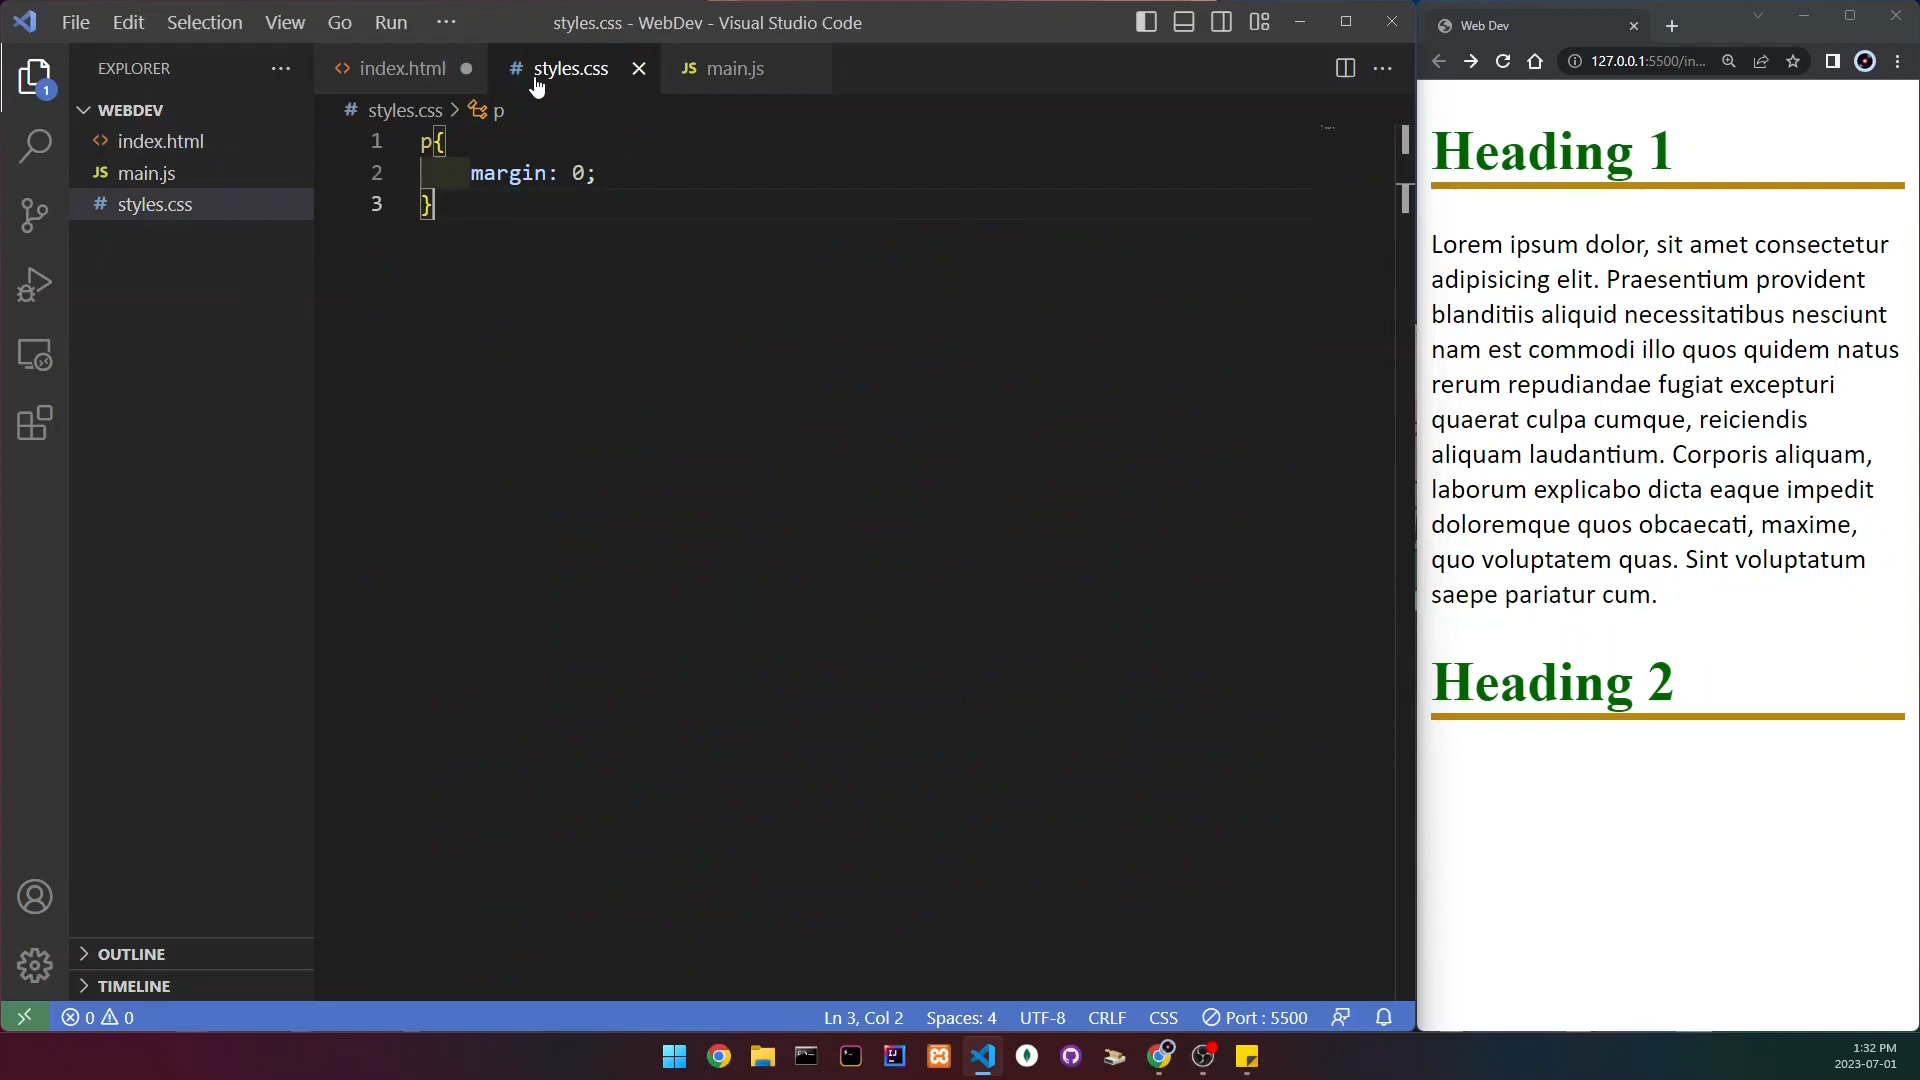 File Edit Selection View Go Run ···
styles.css - WebDev - Visual Studio Code
EXPLORER ···
1
WEBDEV
<> index.html
JS main.js
# styles.css
<> index.html
# styles.css
JS main.js
# styles.css > p
1 p{
2 margin: 0;
3 }
OUTLINE
TIMELINE
0 0
Ln 3, Col 2
Spaces: 4
UTF-8
CRLF
CSS
Port : 5500
Web Dev
127.0.0.1:5500/in...
Heading 1
Lorem ipsum dolor, sit amet consectetur
adipisicing elit. Praesentium provident
blanditiis aliquid necessitatibus nesciunt
nam est commodi illo quos quidem natus
rerum repudiandae fugiat excepturi
quaerat culpa cumque, reiciendis
aliquam laudantium. Corporis aliquam,
laborum explicabo dicta eaque impedit
doloremque quos obcaecati, maxime,
quo voluptatem quas. Sint voluptatum
saepe pariatur cum.
Heading 2
1:32 PM
2023-07-01